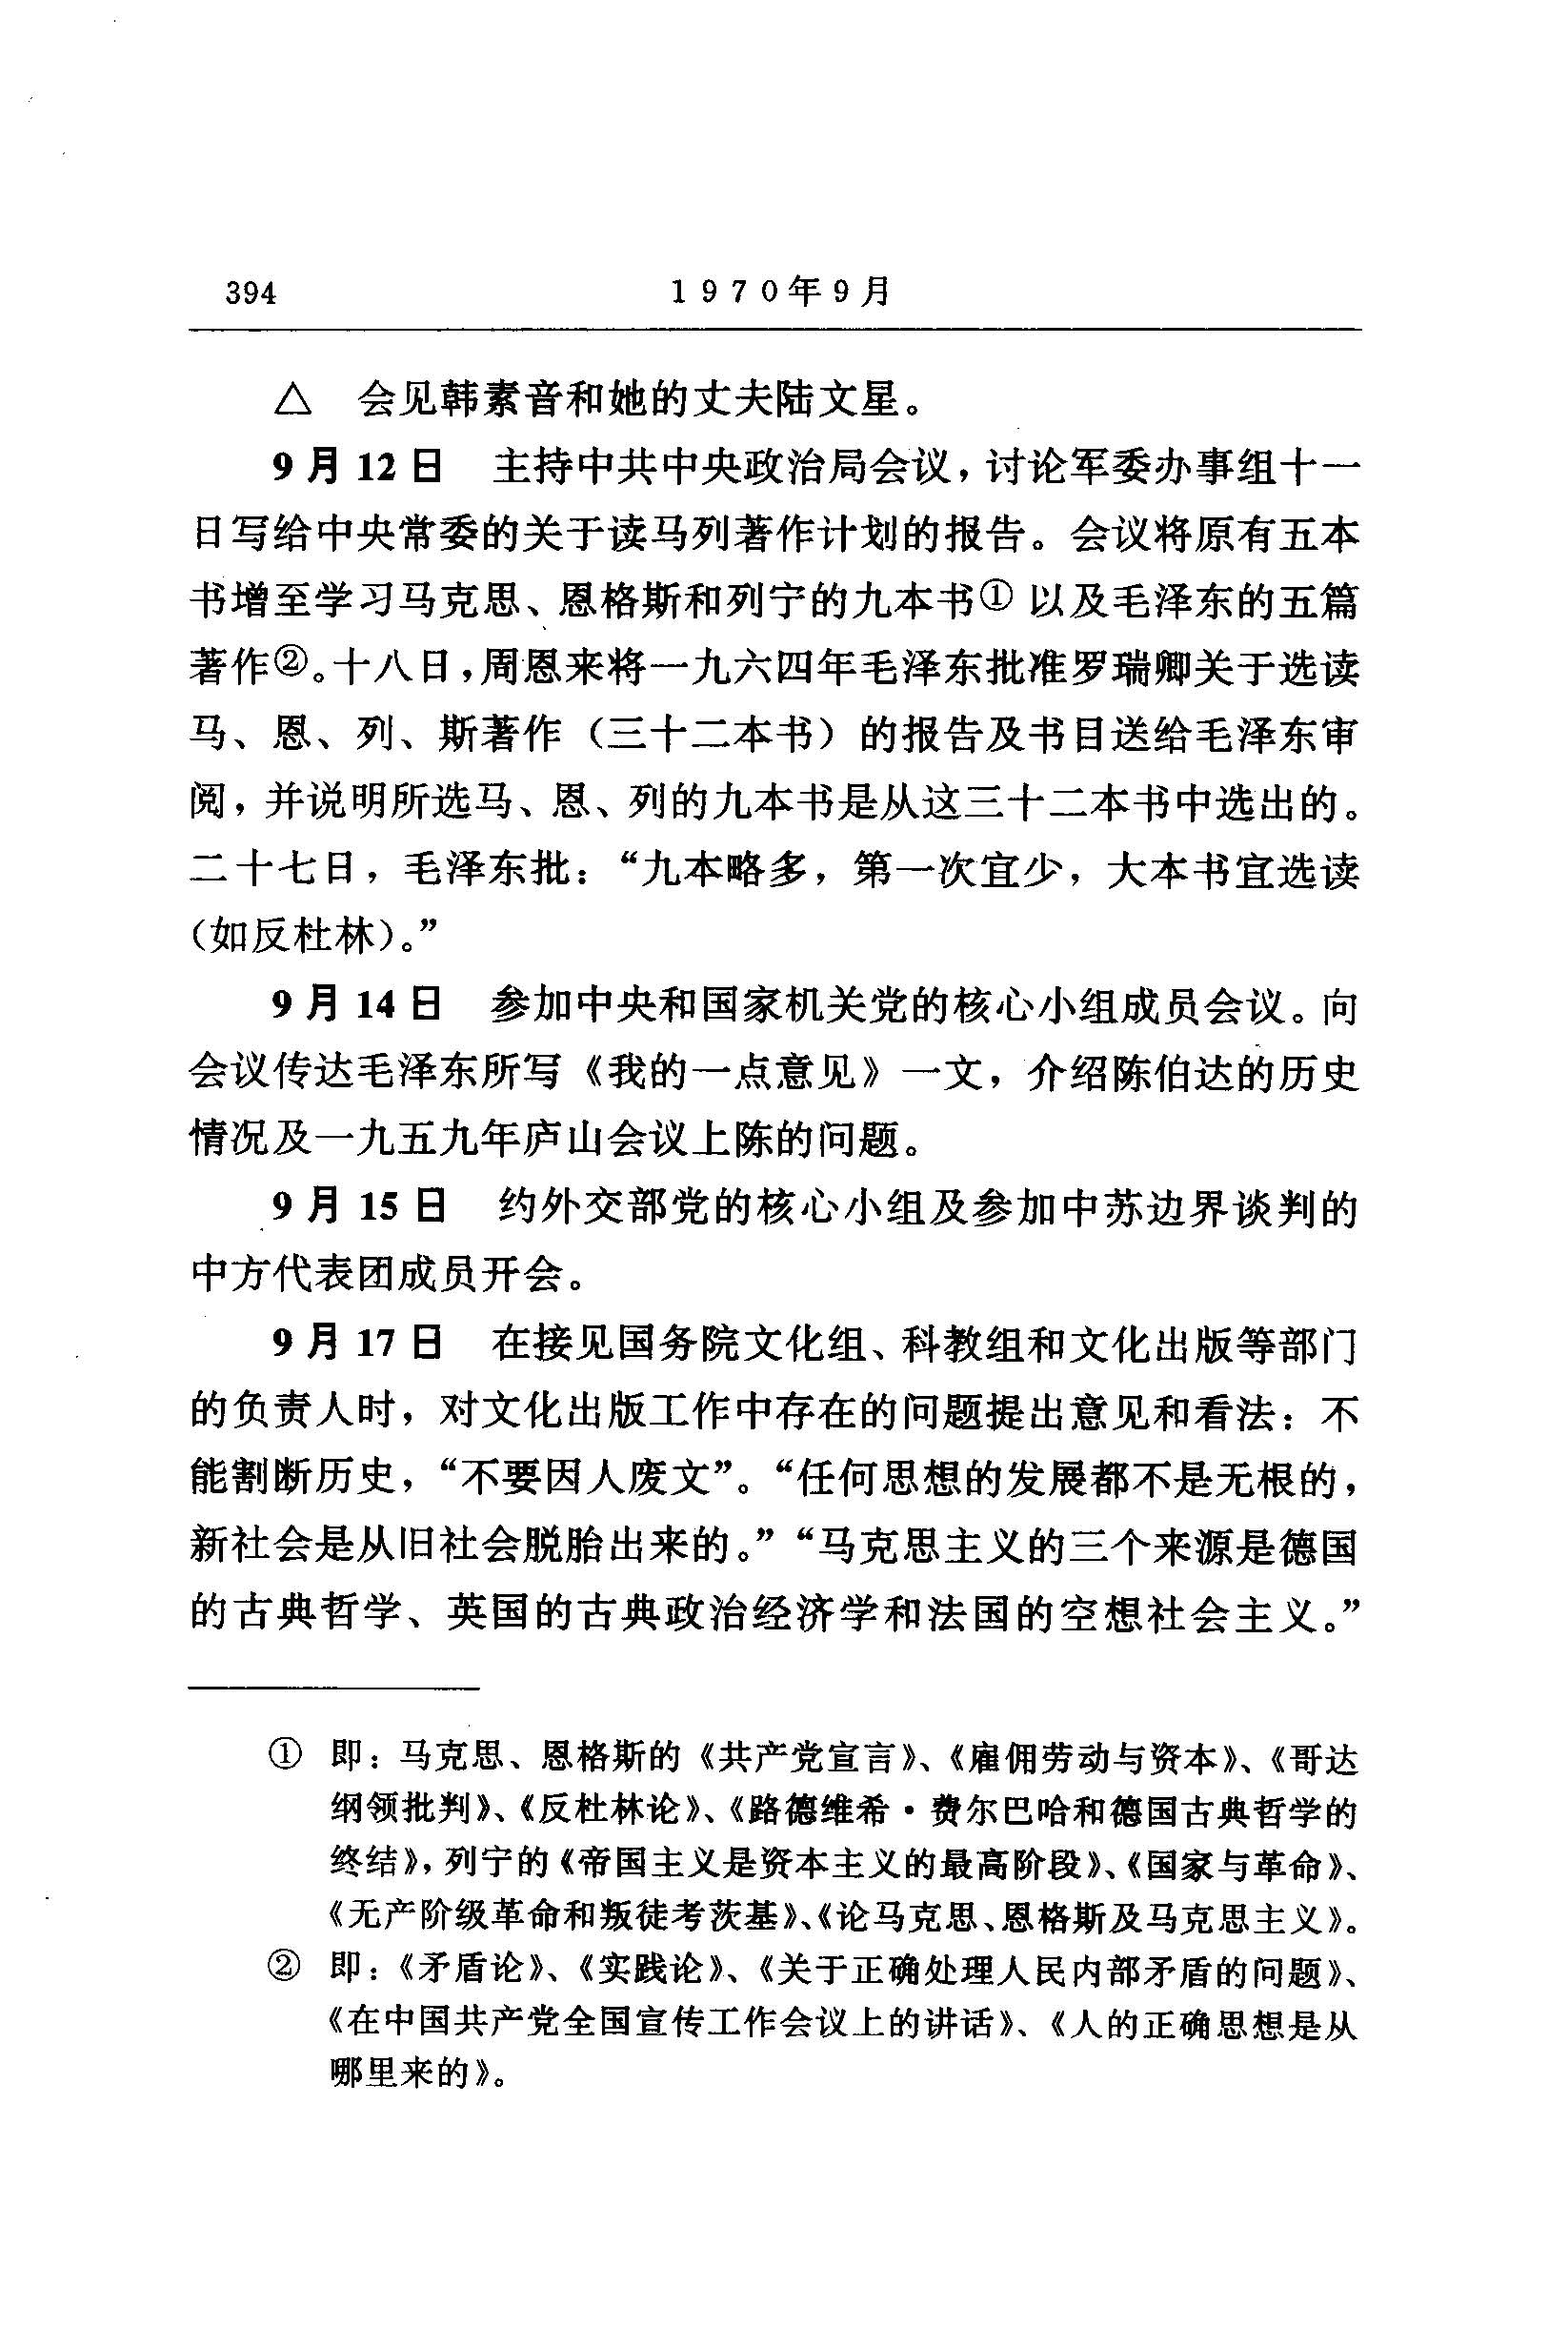 394 1970年9月
△ 会见韩素音和她的丈夫陆文星。
9月12日 主持中共中央政治局会议，讨论军委办事组十一
日写给中央常委的关于读马列著作计划的报告。会议将原有五本
书增至学习马克思、恩格斯和列宁的九本书① 以及毛泽东的五篇
著作②。十八日，周恩来将一九六四年毛泽东批准罗瑞卿关于选读
马、恩、列、斯著作（三十二本书）的报告及书目送给毛泽东审
阅，并说明所选马、恩、列的九本书是从这三十二本书中选出的。
二十七日，毛泽东批：“九本略多，第一次宜少，大本书宜选读
（如反杜林）。”
9月14日 参加中央和国家机关党的核心小组成员会议。向
会议传达毛泽东所写《我的一点意见》一文，介绍陈伯达的历史
情况及一九五九年庐山会议上陈的问题。
9月15日 约外交部党的核心小组及参加中苏边界谈判的
中方代表团成员开会。
9月17日 在接见国务院文化组、科教组和文化出版等部门
的负责人时，对文化出版工作中存在的问题提出意见和看法：不
能割断历史，“不要因人废文”。“任何思想的发展都不是无根的，
新社会是从旧社会脱胎出来的。”“马克思主义的三个来源是德国
的古典哲学、英国的古典政治经济学和法国的空想社会主义。”
① 即：马克思、恩格斯的《共产党宣言》、《雇佣劳动与资本》、《哥达
纲领批判》、《反杜林论》、《路德维希·费尔巴哈和德国古典哲学的
终结》，列宁的《帝国主义是资本主义的最高阶段》、《国家与革命》、
《无产阶级革命和叛徒考茨基》、《论马克思、恩格斯及马克思主义》。
② 即：《矛盾论》、《实践论》、《关于正确处理人民内部矛盾的问题》、
《在中国共产党全国宣传工作会议上的讲话》、《人的正确思想是从
哪里来的》。